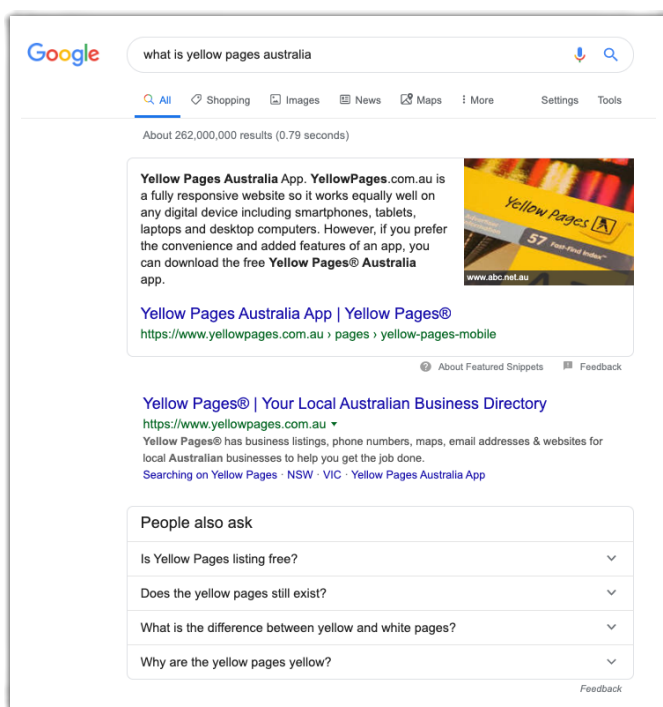 Google
what is yellow pages australia
All Shopping Images News Maps More Settings Tools
About 262,000,000 results (0.79 seconds)
Yellow Pages Australia App. YellowPages.com.au is
a fully responsive website so it works equally well on
any digital device including smartphones, tablets,
laptops and desktop computers. However, if you prefer
the convenience and added features of an app, you
can download the free Yellow Pages® Australia
app.
Yellow Pages
57 Fast-Find Index™
www.abc.net.au
Yellow Pages Australia App | Yellow Pages®
https://www.yellowpages.com.au › pages › yellow-pages-mobile
About Featured Snippets Feedback
Yellow Pages® | Your Local Australian Business Directory
https://www.yellowpages.com.au
Yellow Pages® has business listings, phone numbers, maps, email addresses & websites for
local Australian businesses to help you get the job done.
Searching on Yellow Pages · NSW · VIC · Yellow Pages Australia App
People also ask
Is Yellow Pages listing free?
Does the yellow pages still exist?
What is the difference between yellow and white pages?
Why are the yellow pages yellow?
Feedback